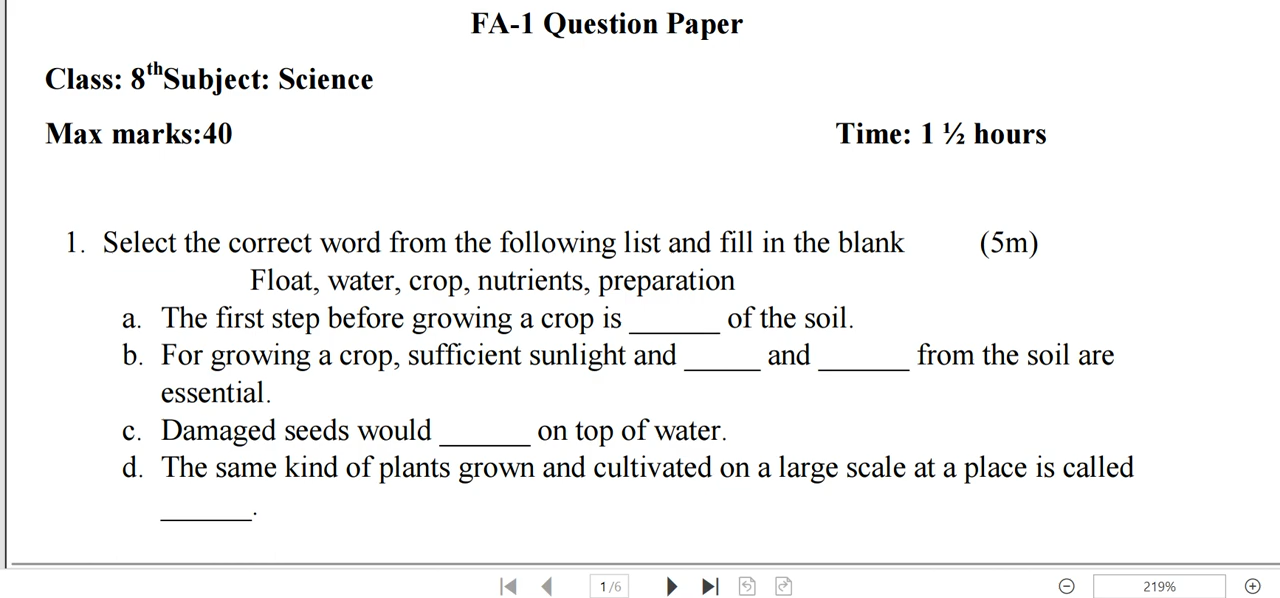 FA-1 Question Paper
Class: 8thSubject: Science
Max marks:40 Time: 1 ½ hours
1. Select the correct word from the following list and fill in the blank (5m)
Float, water, crop, nutrients, preparation
a. The first step before growing a crop is ______ of the soil.
b. For growing a crop, sufficient sunlight and _____ and ______ from the soil are
essential.
c. Damaged seeds would ______ on top of water.
d. The same kind of plants grown and cultivated on a large scale at a place is called
______.
1/6 219%